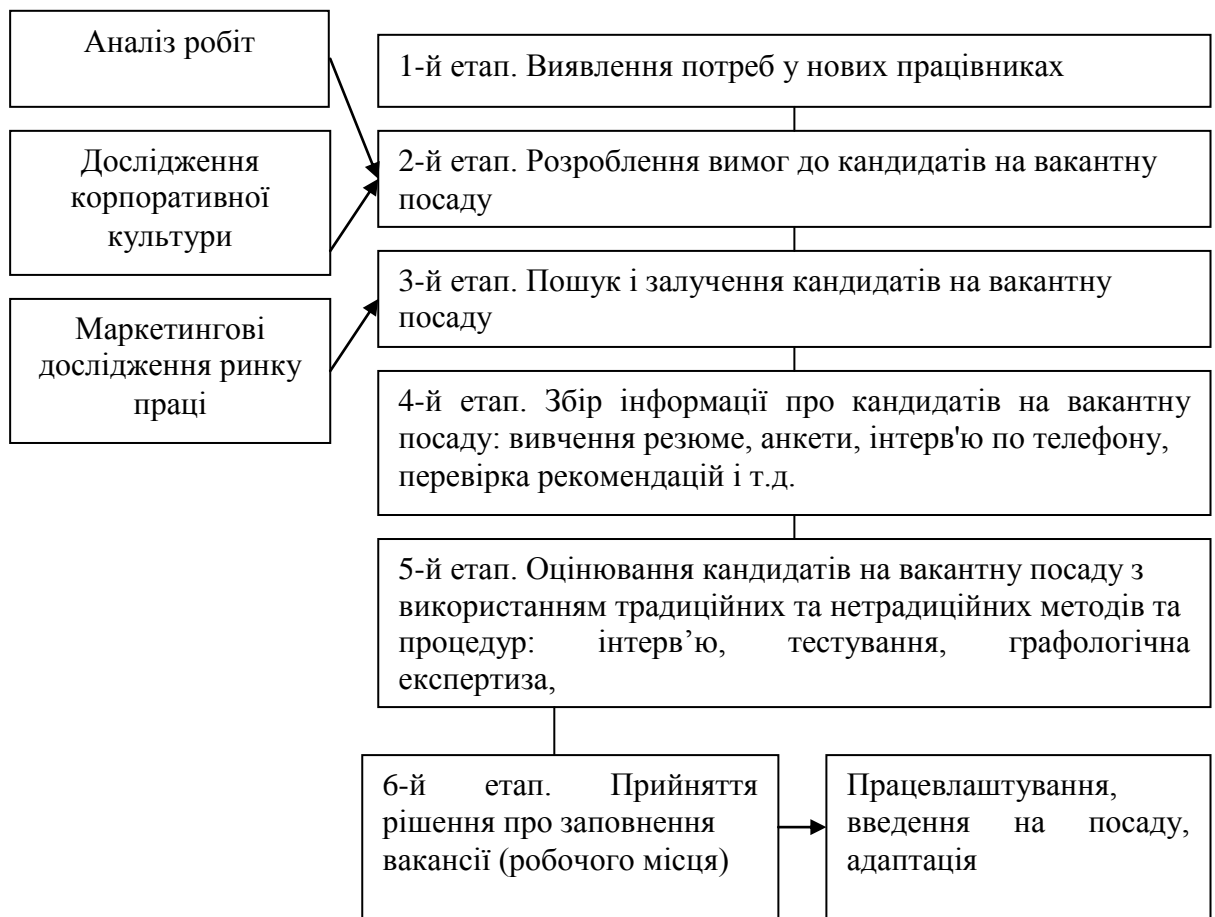 Аналіз робіт
Дослідження
корпоративної
культури
Маркетингові
дослідження ринку
праці
1-й етап. Виявлення потреб у нових працівниках
2-й етап. Розроблення вимог до кандидатів на вакантну
посаду
3-й етап. Пошук і залучення кандидатів на вакантну
посаду
4-й етап. Збір інформації про кандидатів на вакантну
посаду: вивчення резюме, анкети, інтерв'ю по телефону,
перевірка рекомендацій і т.д.
5-й етап. Оцінювання кандидатів на вакантну посаду з
використанням традиційних та нетрадиційних методів та
процедур: інтерв’ю, тестування, графологічна
експертиза,
6-й етап. Прийняття
рішення про заповнення
вакансії (робочого місця)
Працевлаштування,
введення на посаду,
адаптація